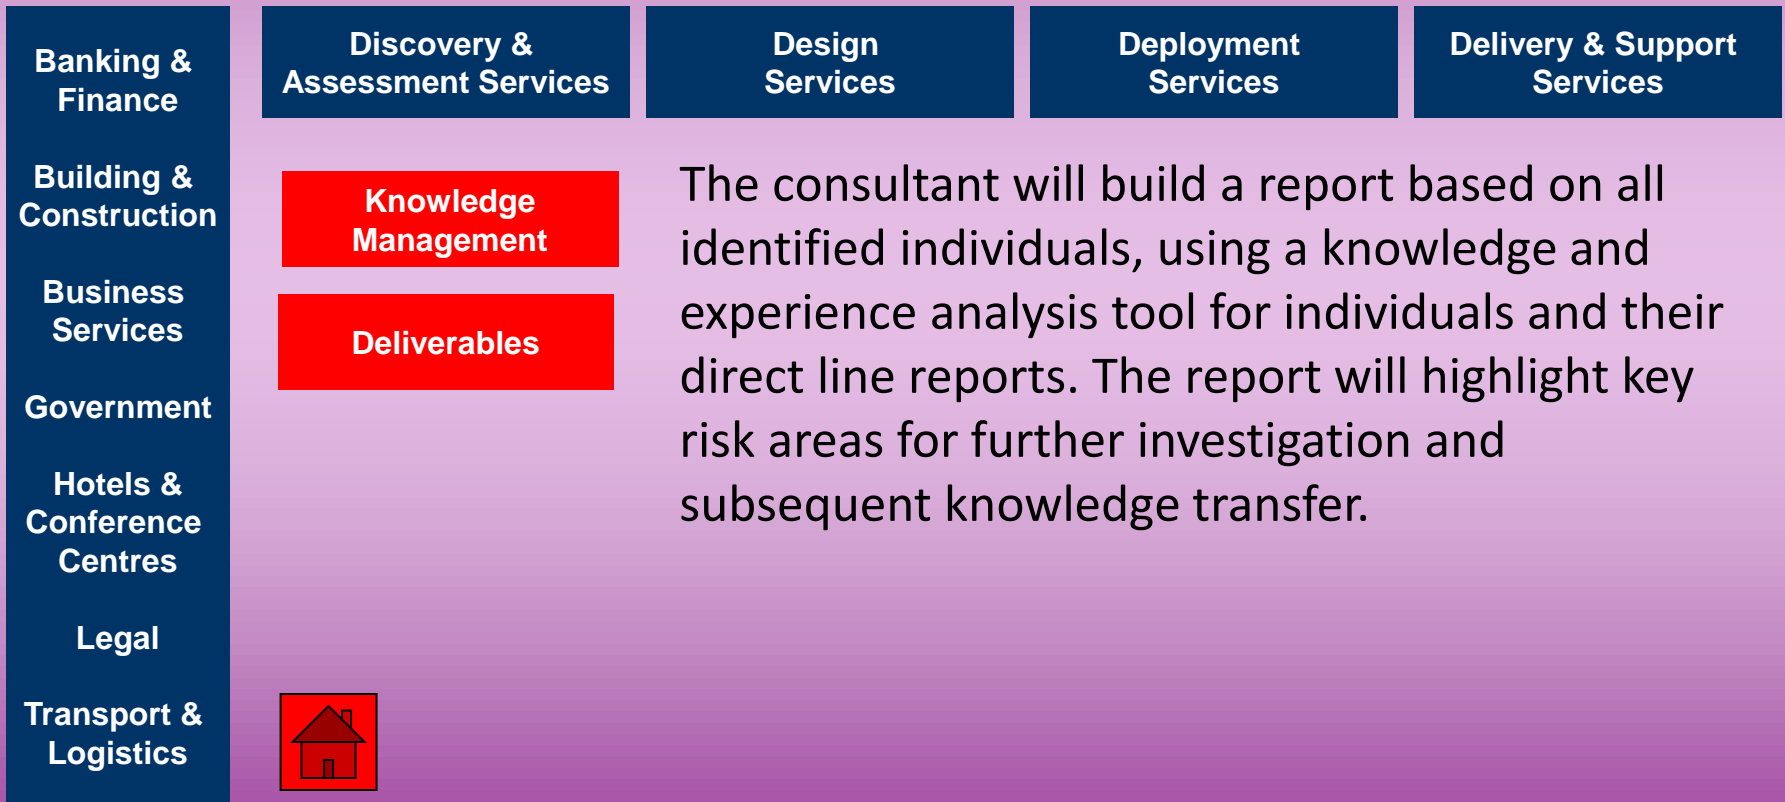 Banking &
Finance
Building &
Construction
Business
Services
Government
Hotels &
Conference
Centres
Legal
Transport &
Logistics
Discovery &
Assessment Services
Design
Services
Deployment
Services
Delivery & Support
Services
Knowledge
Management
Deliverables
The consultant will build a report based on all
identified individuals, using a knowledge and
experience analysis tool for individuals and their
direct line reports. The report will highlight key
risk areas for further investigation and
subsequent knowledge transfer.